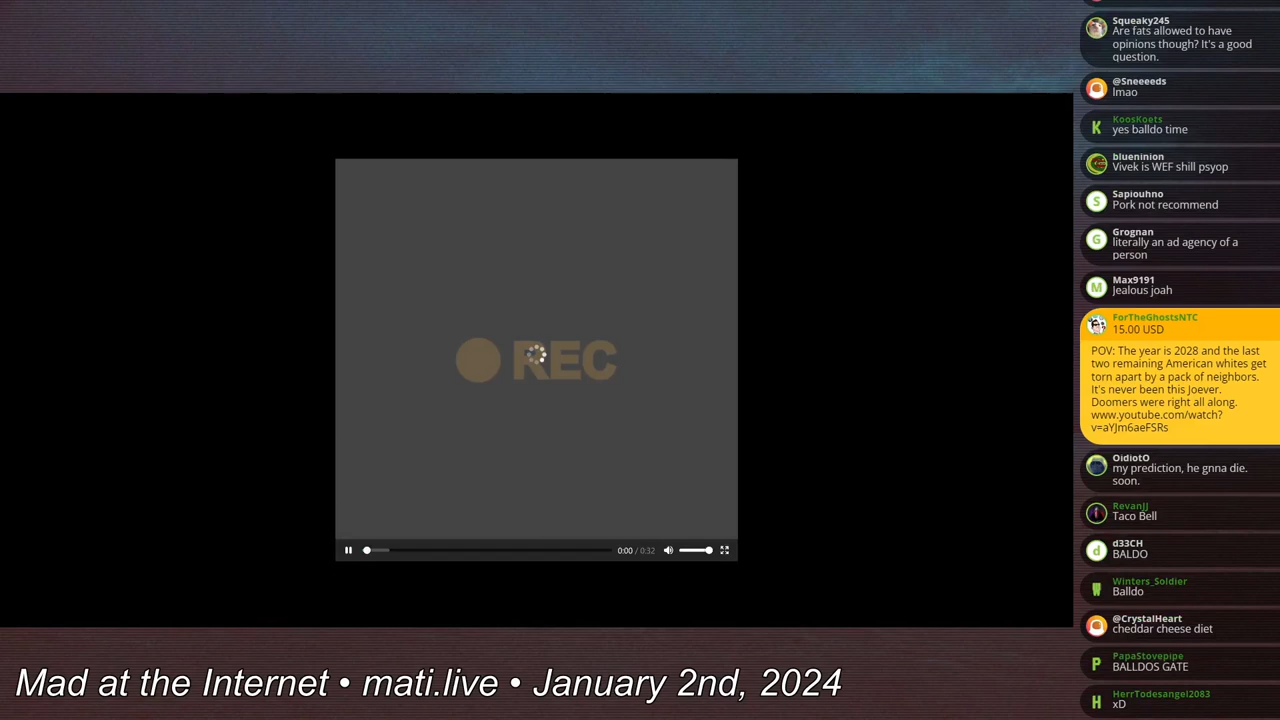 Squeaky245
Are fats allowed to have
opinions though? It's a good
question.
@Sneeeeds
lmao
KoosKoets
yes balldo time
blueninion
Vivek is WEF shill psyop
Sapiouhno
Pork not recommend
Grognan
literally an ad agency of a
person
Max9191
Jealous joah
ForTheGhostsNTC
15.00 USD
POV: The year is 2028 and the last
two remaining American whites get
torn apart by a pack of neighbors.
It's never been this Joever.
Doomers were right all along.
www.youtube.com/watch?
v=aYJm6aeFSRs
OidiotO
my prediction, he gnna die.
soon.
RevanJJ
Taco Bell
d33CH
BALDO
Winters_Soldier
Balldo
@CrystalHeart
cheddar cheese diet
PapaStovepipe
BALLDOS GATE
HerrTodesangel2083
xD
REC
0:00 / 0:32
Mad at the Internet • mati.live • January 2nd, 2024